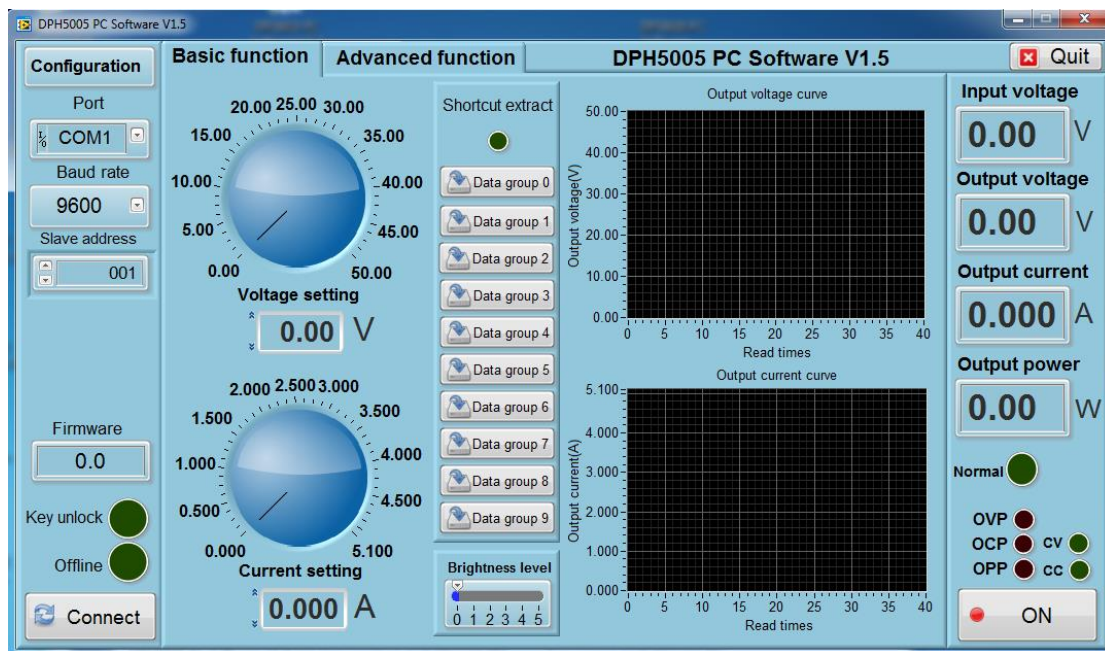 DPH5005 PC Software V1.5
Configuration
Basic function
Advanced function
DPH5005 PC Software V1.5
Quit
Port
COM1
Baud rate
9600
Slave address
001
Firmware
0.0
Key unlock
Offline
Connect
20.00 25.00 30.00
15.00 35.00
10.00 40.00
5.00 45.00
0.00 50.00
Voltage setting
0.00 V
2.000 2.500 3.000
1.500 3.500
1.000 4.000
0.500 4.500
0.000 5.100
Current setting
0.000 A
Shortcut extract
Data group 0
Data group 1
Data group 2
Data group 3
Data group 4
Data group 5
Data group 6
Data group 7
Data group 8
Data group 9
Brightness level
0 1 2 3 4 5
Output voltage curve
Output voltage(V)
50.00
40.00
30.00
20.00
10.00
0.00
0 5 10 15 20 25 30 35 40
Read times
Output current curve
Output current(A)
5.100
4.000
3.000
2.000
1.000
0.000
0 5 10 15 20 25 30 35 40
Read times
Input voltage
0.00 V
Output voltage
0.00 V
Output current
0.000 A
Output power
0.00 W
Normal
OVP
OCP CV
OPP CC
ON